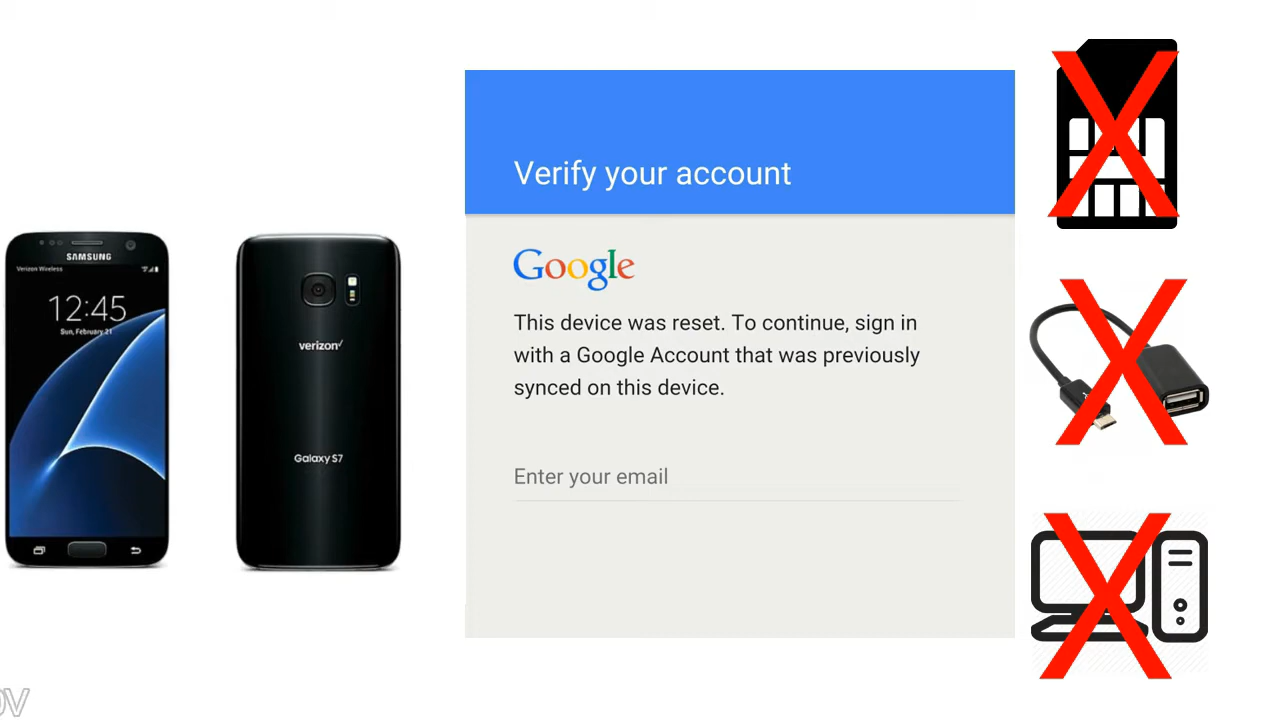 SAMSUNG
Verizon Wireless
12:45
Sun, February 21
verizon✓
Galaxy S7
Verify your account
Google
This device was reset. To continue, sign in
with a Google Account that was previously
synced on this device.
Enter your email